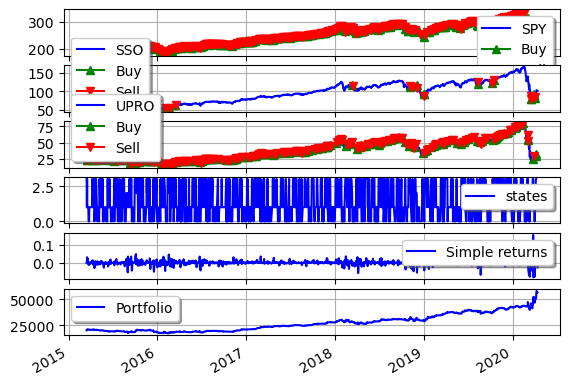 300
200
SPY
Buy
SSO
Buy
Sell
150
100
50
UPRO
Buy
Sell
75
50
25
2.5
0.0
states
0.1
0.0
Simple returns
50000
25000
Portfolio
2015 2016 2017 2018 2019 2020